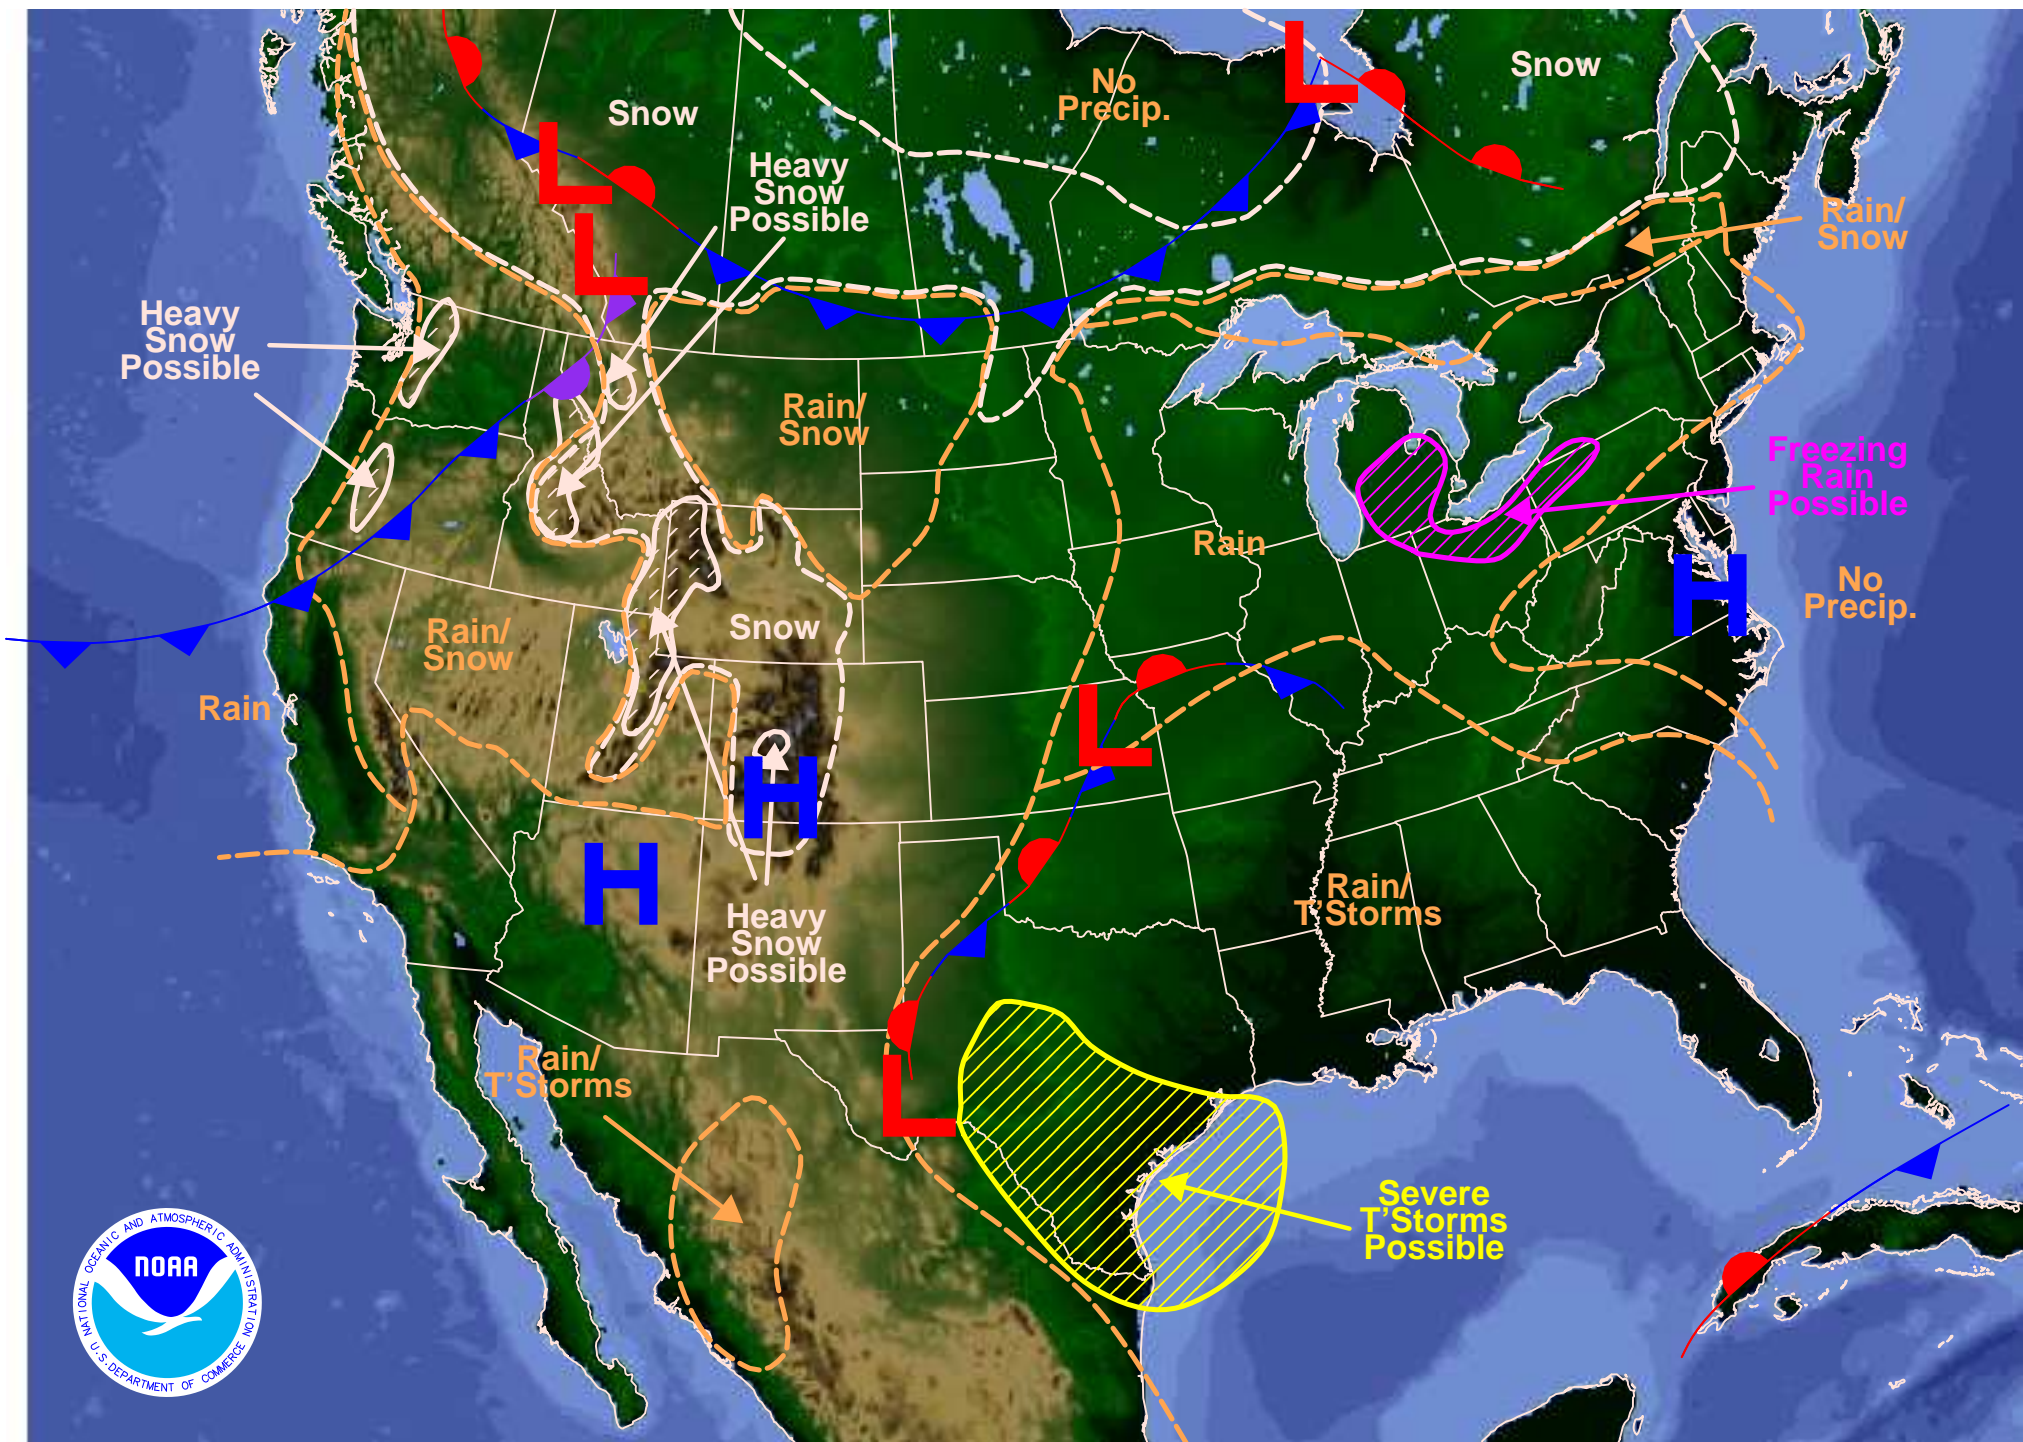 Snow
No
Precip.
Snow
Heavy
Snow
Possible
Rain/
Snow
Heavy
Snow
Possible
Rain/
Snow
Freezing
Rain
Possible
Rain
No
Precip.
Rain/
Snow
Snow
Rain
Rain/
T'Storms
Heavy
Snow
Possible
Rain/
T'Storms
Severe
T'Storms
Possible
L
L
L
L
L
H
H
H
NATIONAL OCEANIC AND ATMOSPHERIC ADMINISTRATION
NOAA
U.S. DEPARTMENT OF COMMERCE